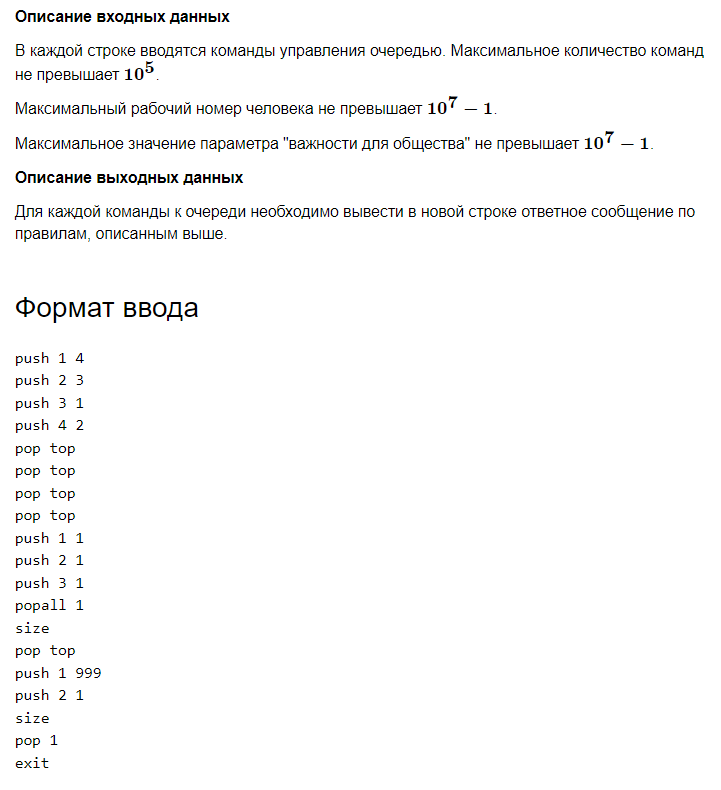 Описание входных данных
В каждой строке вводятся команды управления очередью. Максимальное количество команд
не превышает 10^5.
Максимальный рабочий номер человека не превышает 10^7 − 1.
Максимальное значение параметра "важности для общества" не превышает 10^7 − 1.
Описание выходных данных
Для каждой команды к очереди необходимо вывести в новой строке ответное сообщение по
правилам, описанным выше.
Формат ввода
push 1 4
push 2 3
push 3 1
push 4 2
pop top
pop top
pop top
pop top
push 1 1
push 2 1
push 3 1
popall 1
size
pop top
push 1 999
push 2 1
size
pop 1
exit